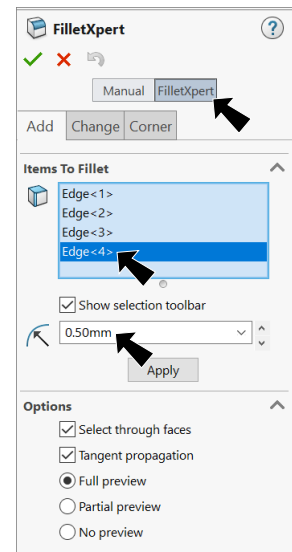 FilletXpert ?
Manual FilletXpert
Add Change Corner
Items To Fillet
Edge<1>
Edge<2>
Edge<3>
Edge<4>
Show selection toolbar
0.50mm
Apply
Options
Select through faces
Tangent propagation
Full preview
Partial preview
No preview